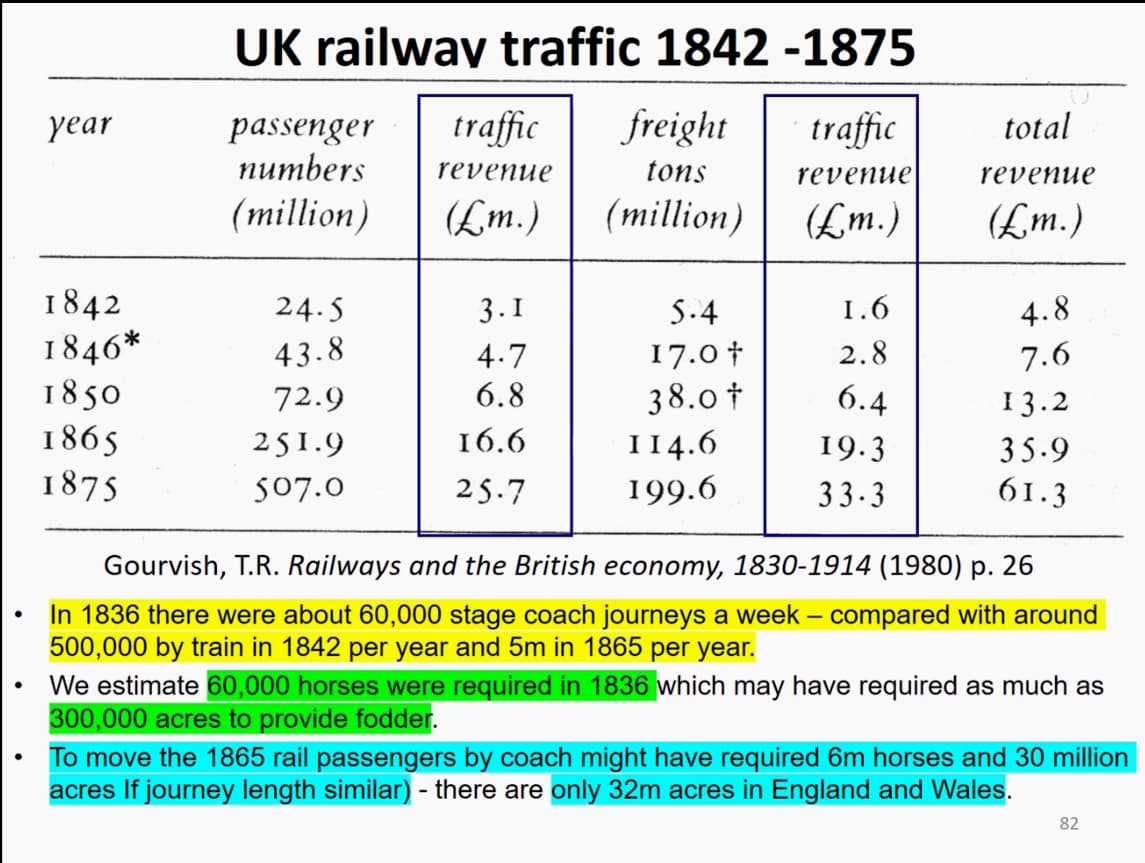 UK railway traffic 1842 -1875
year passenger traffic freight traffic total
numbers revenue tons revenue revenue
(million) (£m.) (million) (£m.) (£m.)
1842 24.5 3.1 5.4 1.6 4.8
1846* 43.8 4.7 17.0 † 2.8 7.6
1850 72.9 6.8 38.0 † 6.4 13.2
1865 251.9 16.6 114.6 19.3 35.9
1875 507.0 25.7 199.6 33.3 61.3
Gourvish, T.R. Railways and the British economy, 1830-1914 (1980) p. 26
• In 1836 there were about 60,000 stage coach journeys a week – compared with around
500,000 by train in 1842 per year and 5m in 1865 per year.
• We estimate 60,000 horses were required in 1836 which may have required as much as
300,000 acres to provide fodder.
• To move the 1865 rail passengers by coach might have required 6m horses and 30 million
acres If journey length similar) - there are only 32m acres in England and Wales.
82